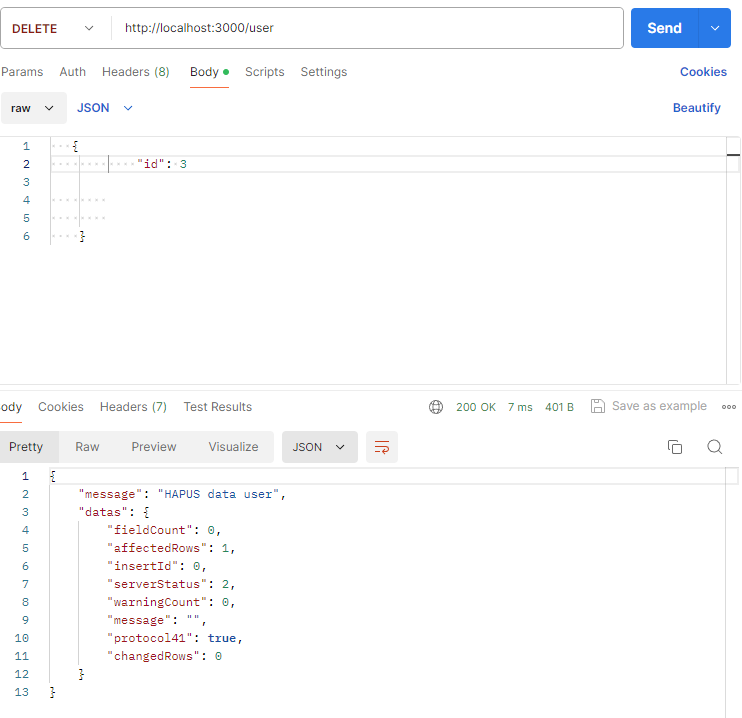 DELETE http://localhost:3000/user Send
Params Auth Headers (8) Body Scripts Settings Cookies
raw JSON Beautify
1 {
2 "id": 3
3
4
5
6 }
ody Cookies Headers (7) Test Results 200 OK 7 ms 401 B Save as example
Pretty Raw Preview Visualize JSON
1 {
2 "message": "HAPUS data user",
3 "datas": {
4 "fieldCount": 0,
5 "affectedRows": 1,
6 "insertId": 0,
7 "serverStatus": 2,
8 "warningCount": 0,
9 "message": "",
10 "protocol41": true,
11 "changedRows": 0
12 }
13 }